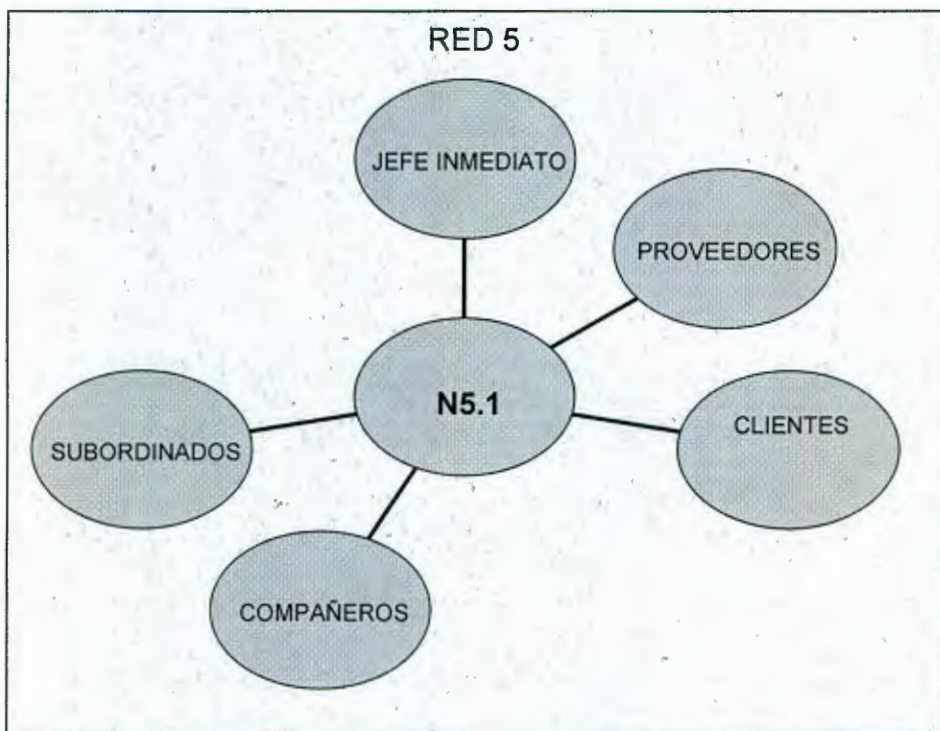 RED 5
JEFE INMEDIATO
PROVEEDORES
N5.1
CLIENTES
SUBORDINADOS
COMPAÑEROS